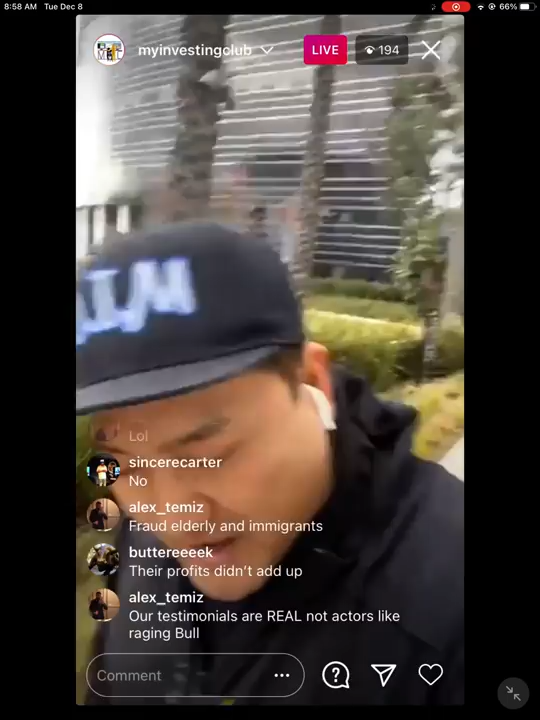 8:58 AM Tue Dec 8
66%
myinvestingclub
LIVE
194
Lol
sincerecarter
No
alex_temiz
Fraud elderly and immigrants
buttereeeek
Their profits didn't add up
alex_temiz
Our testimonials are REAL not actors like
raging Bull
Comment